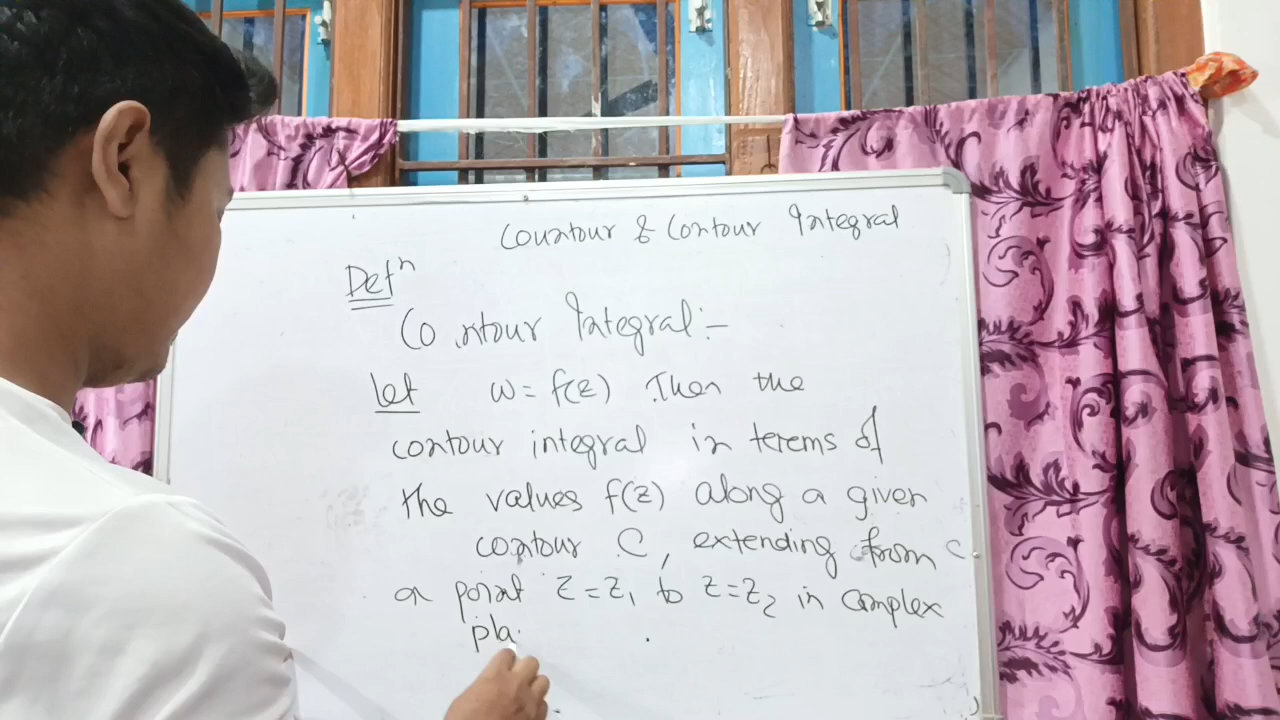 Countour & Contour Integral
Defⁿ
Contour Integral:-
Let w = f(z) Then the
contour integral in terems of
the values f(z) along a given
contour C, extending from
a point z=z₁ to z=z₂ in complex
pla